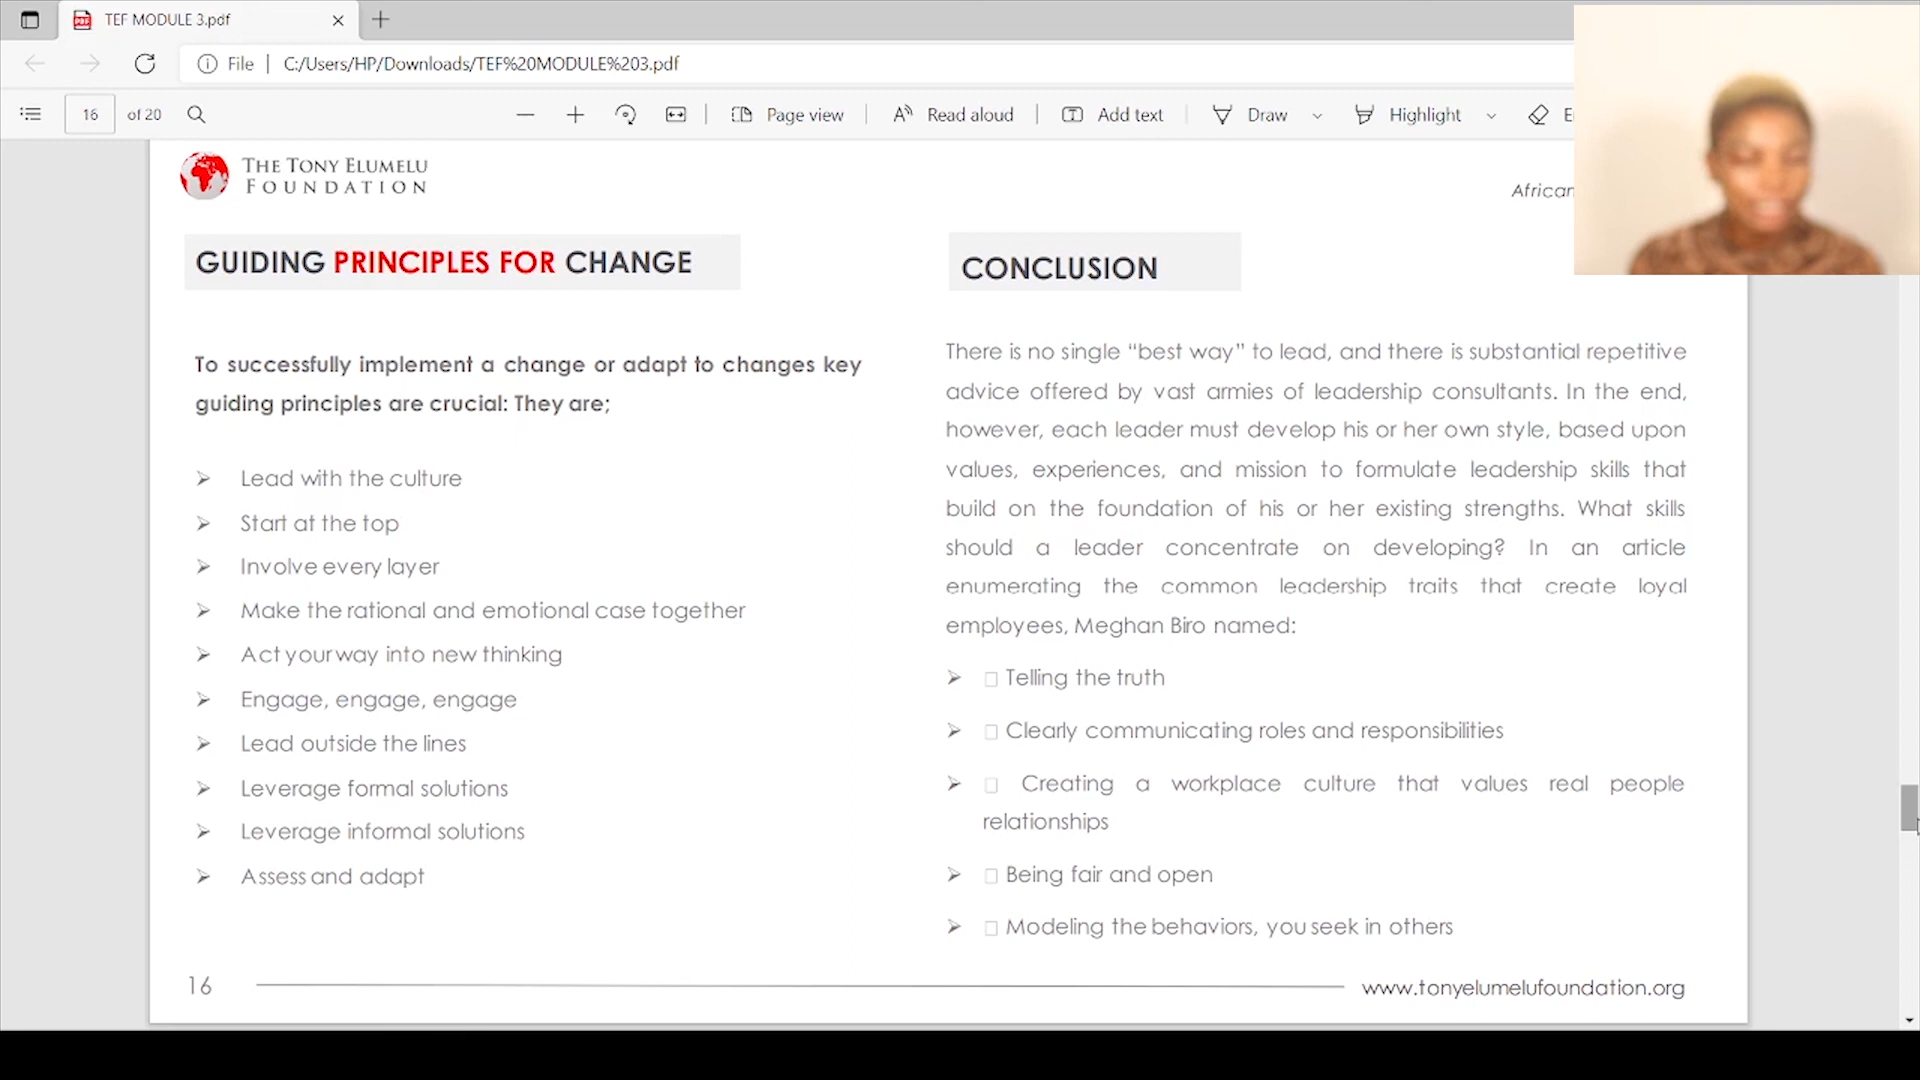 TEF MODULE 3.pdf
File
C:/Users/HP/Downloads/TEF%20MODULE%203.pdf
16
of 20
Page view
Read aloud
Add text
Draw
Highlight
THE TONY ELUMELU
FOUNDATION
African
GUIDING PRINCIPLES FOR CHANGE
To successfully implement a change or adapt to changes key
guiding principles are crucial: They are;
Lead with the culture
Start at the top
Involve every layer
Make the rational and emotional case together
Act your way into new thinking
Engage, engage, engage
Lead outside the lines
Leverage formal solutions
Leverage informal solutions
Assess and adapt
CONCLUSION
There is no single “best way” to lead, and there is substantial repetitive
advice offered by vast armies of leadership consultants. In the end,
however, each leader must develop his or her own style, based upon
values, experiences, and mission to formulate leadership skills that
build on the foundation of his or her existing strengths. What skills
should a leader concentrate on developing? In an article
enumerating the common leadership traits that create loyal
employees, Meghan Biro named:
Telling the truth
Clearly communicating roles and responsibilities
Creating a workplace culture that values real people
relationships
Being fair and open
Modeling the behaviors, you seek in others
16
www.tonyelumelufoundation.org